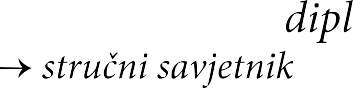 dipl
→ stručni savjetnik